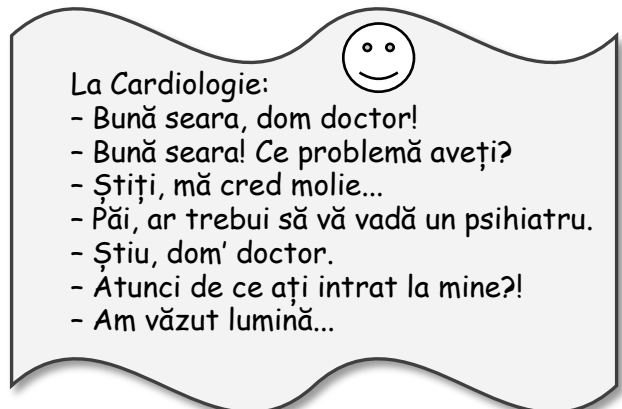 La Cardiologie:
– Bună seara, dom doctor!
– Bună seara! Ce problemă aveți?
– Știți, mă cred molie...
– Păi, ar trebui să vă vadă un psihiatru.
– Știu, dom’ doctor.
– Atunci de ce ați intrat la mine?!
– Am văzut lumină...